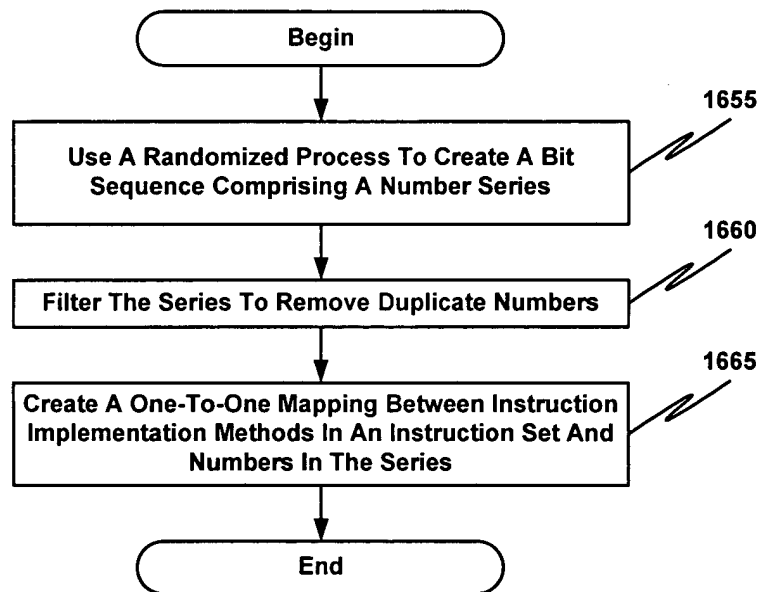 Begin
1655
Use A Randomized Process To Create A Bit
Sequence Comprising A Number Series
1660
Filter The Series To Remove Duplicate Numbers
1665
Create A One-To-One Mapping Between Instruction
Implementation Methods In An Instruction Set And
Numbers In The Series
End